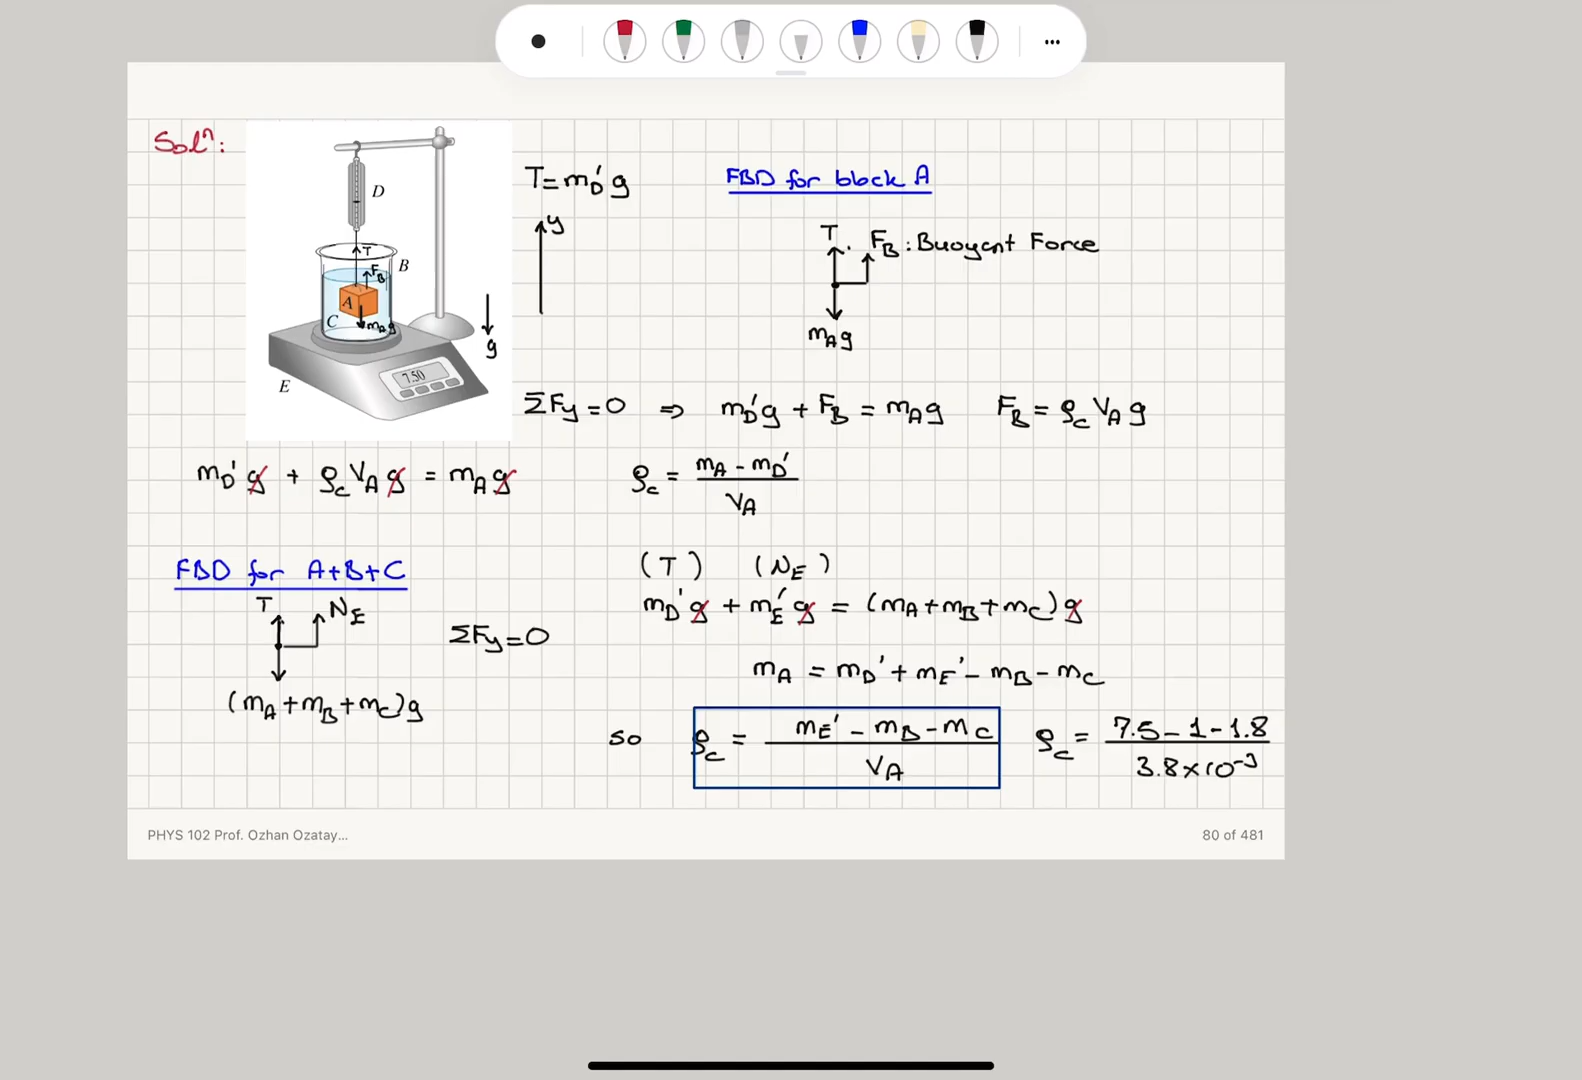 Solⁿ:
D
T
F_B
B
A
C
m_A g
g
7.50
E
T = m_D' g
y
FBD for block A
T F_B : Buoyant Force
m_A g
ΣF_y = 0 ⇒ m_D' g + F_B = m_A g F_B = ρ_c V_A g
m_D' g + ρ_c V_A g = m_A g ρ_c = (m_A - m_D') / V_A
FBD for A+B+C
T N_E
(m_A + m_B + m_C) g
ΣF_y = 0
(T) (N_E)
m_D' g + m_E' g = (m_A + m_B + m_C) g
m_A = m_D' + m_E' - m_B - m_C
so ρ_c = (m_E' - m_B - m_C) / V_A ρ_c = (7.5 - 1 - 1.8) / (3.8 × 10⁻³)
PHYS 102 Prof. Ozhan Ozatay...
80 of 481